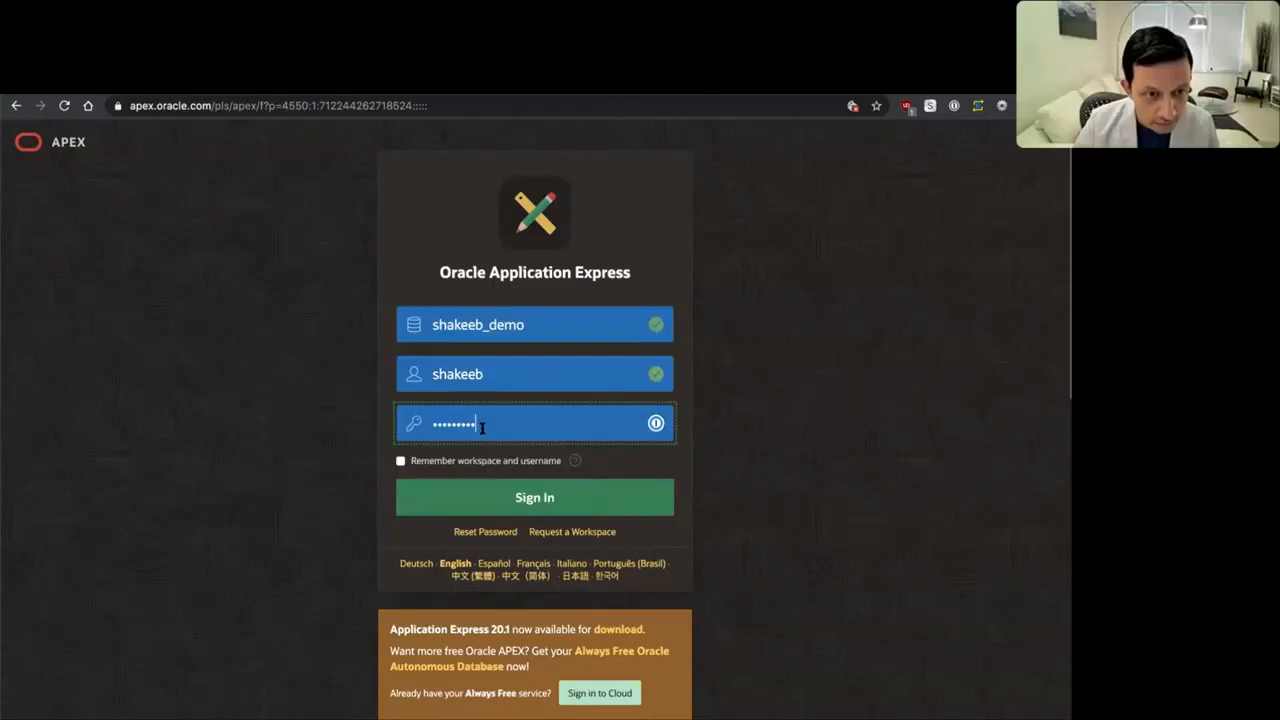 apex.oracle.com/pls/apex/f?p=4550:1:712244262718524:::::
APEX
Oracle Application Express
shakeeb_demo
shakeeb
•••••••••
Remember workspace and username ?
Sign In
Reset Password Request a Workspace
Deutsch · English · Español · Français · Italiano · Português (Brasil) ·
中文 (繁體) · 中文 (简体) · 日本語 · 한국어
Application Express 20.1 now available for download.
Want more free Oracle APEX? Get your Always Free Oracle
Autonomous Database now!
Already have your Always Free service? Sign in to Cloud